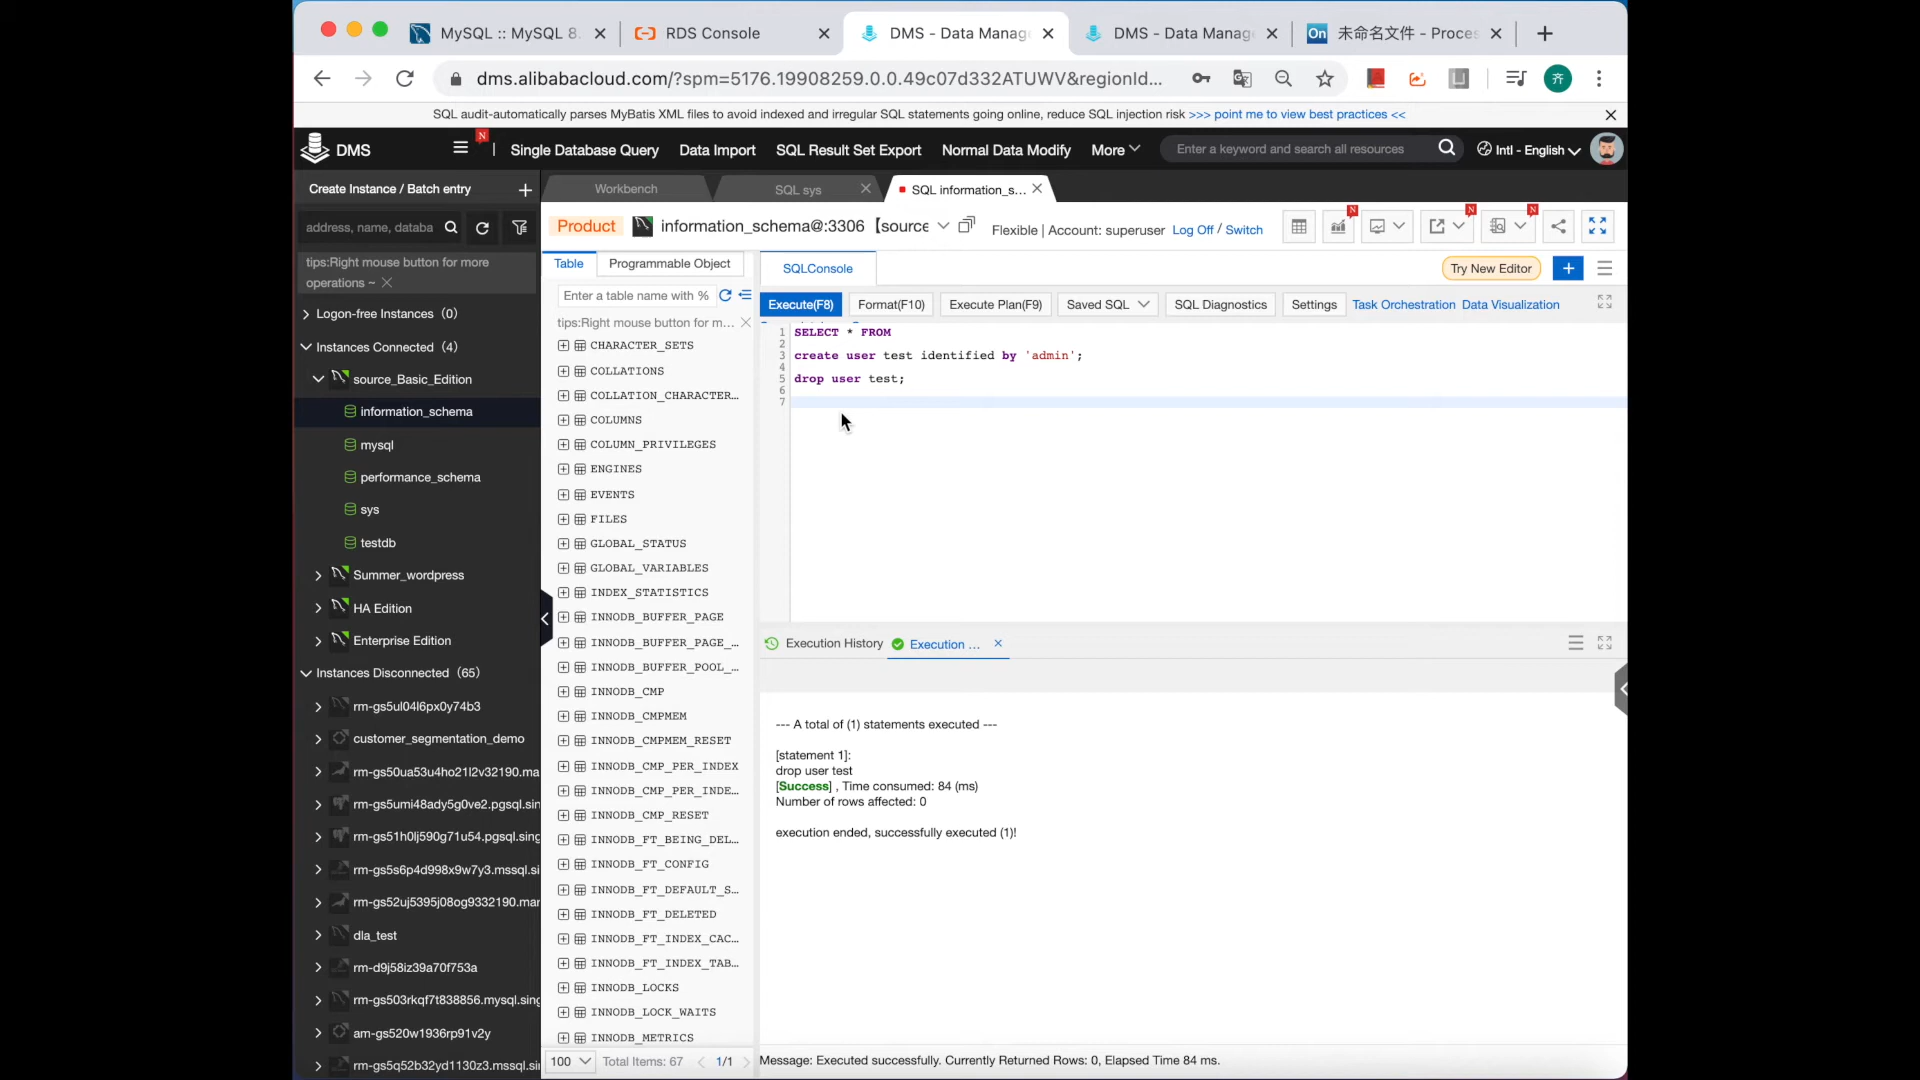 MySQL :: MySQL 8.
RDS Console
DMS - Data Manag
DMS - Data Manag
On
未命名文件 - Proces
dms.alibabacloud.com/?spm=5176.19908259.0.0.49c07d332ATUWV&regionId...
齐
SQL audit-automatically parses MyBatis XML files to avoid indexed and irregular SQL statements going online, reduce SQL injection risk >>> point me to view best practices <<
DMS
N
Single Database Query
Data Import
SQL Result Set Export
Normal Data Modify
More
Enter a keyword and search all resources
Intl - English
Create Instance / Batch entry
Workbench
SQL sys
SQL information_s...
address, name, databa
Product
information_schema@:3306【source
Flexible | Account: superuser Log Off / Switch
N
N
N
tips:Right mouse button for more
operations ~
Table
Programmable Object
SQLConsole
Try New Editor
Enter a table name with %
Execute(F8)
Format(F10)
Execute Plan(F9)
Saved SQL
SQL Diagnostics
Settings
Task Orchestration
Data Visualization
tips:Right mouse button for m...
1 SELECT * FROM
2
3 create user test identified by 'admin';
4
5 drop user test;
6
7
Logon-free Instances (0)
Instances Connected (4)
source_Basic_Edition
information_schema
mysql
performance_schema
sys
testdb
Summer_wordpress
HA Edition
Enterprise Edition
Instances Disconnected (65)
rm-gs5ul04l6px0y74b3
customer_segmentation_demo
rm-gs50ua53u4ho21l2v32190.ma
rm-gs5umi48ady5g0ve2.pgsql.sin
rm-gs51h0lj590g71u54.pgsql.sing
rm-gs5s6p4d998x9w7y3.mssql.si
rm-gs52uj5395j08og9332190.mar
dla_test
rm-d9j58iz39a70f753a
rm-gs503rkqf7t838856.mysql.sing
am-gs520w1936rp91v2y
rm-gs5q52b32yd1130z3.mssql.si
CHARACTER_SETS
COLLATIONS
COLLATION_CHARACTER...
COLUMNS
COLUMN_PRIVILEGES
ENGINES
EVENTS
FILES
GLOBAL_STATUS
GLOBAL_VARIABLES
INDEX_STATISTICS
INNODB_BUFFER_PAGE
INNODB_BUFFER_PAGE_...
INNODB_BUFFER_POOL_...
INNODB_CMP
INNODB_CMPMEM
INNODB_CMPMEM_RESET
INNODB_CMP_PER_INDEX
INNODB_CMP_PER_INDE...
INNODB_CMP_RESET
INNODB_FT_BEING_DEL...
INNODB_FT_CONFIG
INNODB_FT_DEFAULT_S...
INNODB_FT_DELETED
INNODB_FT_INDEX_CAC...
INNODB_FT_INDEX_TAB...
INNODB_LOCKS
INNODB_LOCK_WAITS
INNODB_METRICS
100
Total Items: 67
1/1
Execution History
Execution ...
--- A total of (1) statements executed ---
[statement 1]:
drop user test
[Success] , Time consumed: 84 (ms)
Number of rows affected: 0
execution ended, successfully executed (1)!
Message: Executed successfully. Currently Returned Rows: 0, Elapsed Time 84 ms.